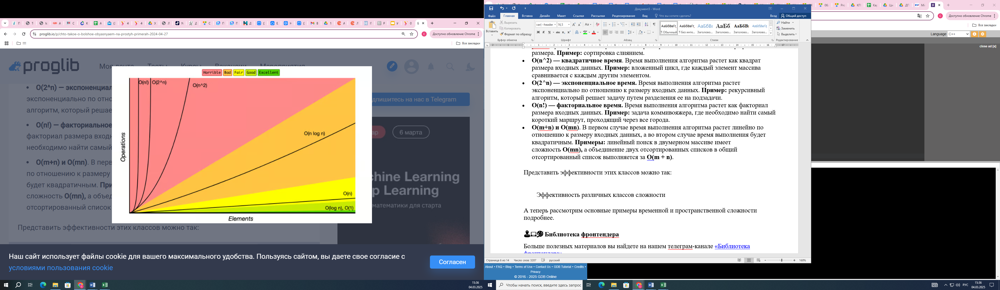 proglib.io/p/chto-takoe-o-bolshoe-obyasnyaem-na-prostyh-primerah-2024-04-27
Доступно обновление Chrome
!!!!
Все закладки
proglib
O(2^n) — экспоненциал
экспоненциально по отно
алгоритм, который решае
O(n!) — факториальное
факториал размера входн
необходимо найти самый
O(m+n) и O(mn). В перв
по отношению к размеру
будет квадратичным. При
сложность O(mn), а объед
отсортированный список
Представить эффективности этих классов можно так:
Horrible Bad Fair Good Excellent
O(n!) O(2^n) O(n^2)
O(n log n)
O(n)
O(log n), O(1)
Operations
Elements
дпишитесь на нас в Telegram
6 марта
chine Learning
p Learning
математики для старта
Наш сайт использует файлы cookie для вашего максимального удобства. Пользуясь сайтом, вы даете свое согласие с
условиями пользования cookie
Согласен
15:36
04.03.2025
Документ3 - Word
Файл Главная Вставка Дизайн Макет Ссылки Рассылки Рецензирование Вид Что вы хотите сделать? Вход Общий доступ
Вставить
Вырезать
Копировать
Формат по образцу
Буфер обмена
var(--header 16,5
Шрифт
Абзац
АаБбВвГг, АаБбВвГг, АаБбВı АаБб АаБбВı АаБбВвГг
¶ Обычный ¶ Без инте... Заголово... Заголово... Заголово... Заголово...
Стили
Найти
Заменить
Выделить
Редактирование
размера. Пример: сортировка слиянием.
O(n^2) — квадратичное время. Время выполнения алгоритма растет как квадрат
размера входных данных. Пример: вложенный цикл, где каждый элемент массива
сравнивается с каждым другим элементом.
O(2^n) — экспоненциальное время. Время выполнения алгоритма растет
экспоненциально по отношению к размеру входных данных. Пример: рекурсивный
алгоритм, который решает задачу путем разделения ее на подзадачи.
O(n!) — факториальное время. Время выполнения алгоритма растет как факториал
размера входных данных. Пример: задача коммивояжера, где необходимо найти самый
короткий маршрут, проходящий через все города.
O(m+n) и O(mn). В первом случае время выполнения алгоритма растет линейно по
отношению к размеру входных данных, а во втором случае время выполнения будет
квадратичным. Примеры: линейный поиск в двумерном массиве имеет
сложность O(mn), а объединение двух отсортированных списков в общий
отсортированный список выполняется за O(m + n).
Представить эффективности этих классов можно так:
Эффективность различных классов сложности
А теперь рассмотрим основные примеры временной и пространственной сложности
подробнее.
Библиотека фронтендера
Больше полезных материалов вы найдете на нашем телеграм-канале «Библиотека
Страница 6 из 14 Число слов: 3207 русский
160%
About • FAQ • Blog • Terms of Use • Contact Us • GDB Tutorial • Credits •
Privacy
© 2016 - 2025 GDB Online
Чтобы начать поиск, введите здесь запрос
Доступно обновление Chrome
Все закладки
Language C++
close ad [x]
РУС
15:36
04.03.2025